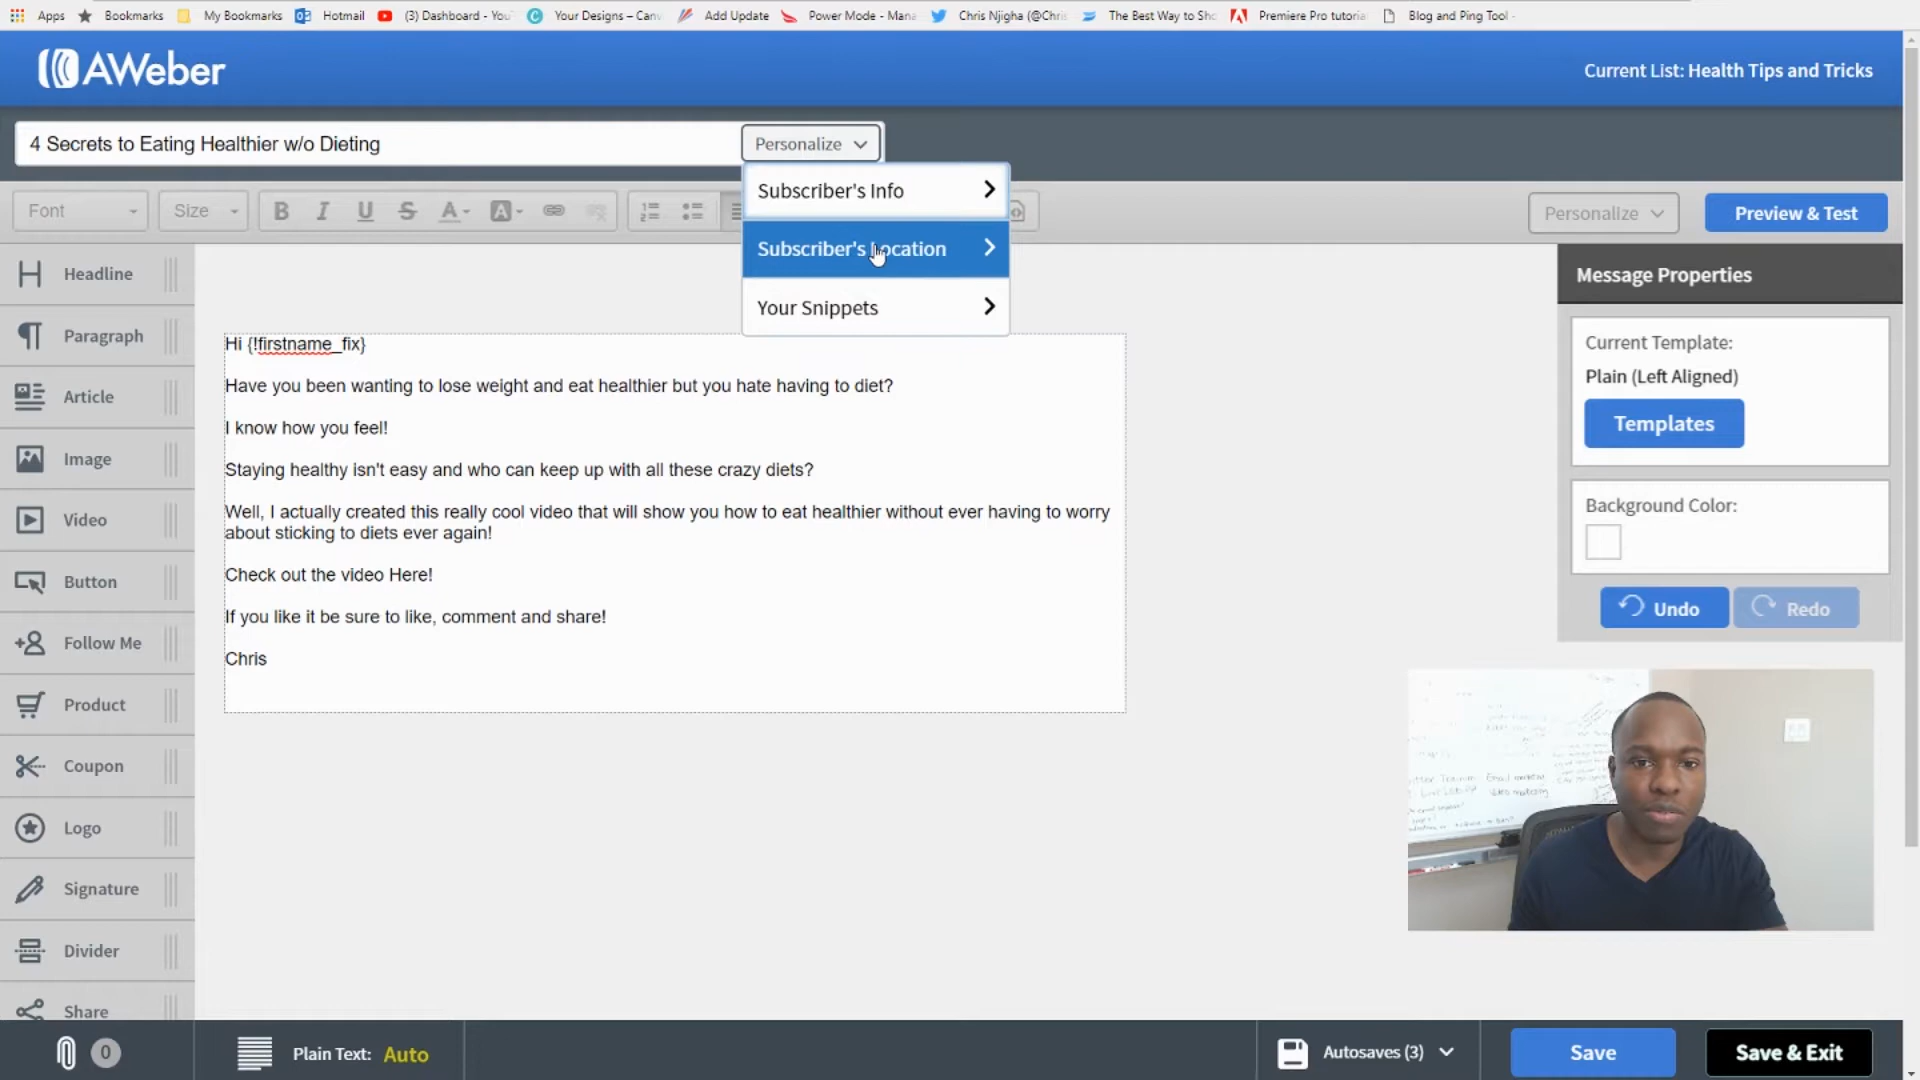 Apps Bookmarks My Bookmarks Hotmail (3) Dashboard - You Your Designs – Canv Add Update Power Mode - Mana Chris Njigha (@Chris The Best Way to Sho Premiere Pro tutoria Blog and Ping Tool -
AWeber
Current List: Health Tips and Tricks
4 Secrets to Eating Healthier w/o Dieting
Personalize
Subscriber's Info
Subscriber's Location
Your Snippets
Font
Size
B I U S A A
Personalize
Preview & Test
Headline
Paragraph
Article
Image
Video
Button
Follow Me
Product
Coupon
Logo
Signature
Divider
Share
Hi {!firstname_fix}
Have you been wanting to lose weight and eat healthier but you hate having to diet?
I know how you feel!
Staying healthy isn't easy and who can keep up with all these crazy diets?
Well, I actually created this really cool video that will show you how to eat healthier without ever having to worry
about sticking to diets ever again!
Check out the video Here!
If you like it be sure to like, comment and share!
Chris
Message Properties
Current Template:
Plain (Left Aligned)
Templates
Background Color:
Undo
Redo
0
Plain Text: Auto
Autosaves (3)
Save
Save & Exit